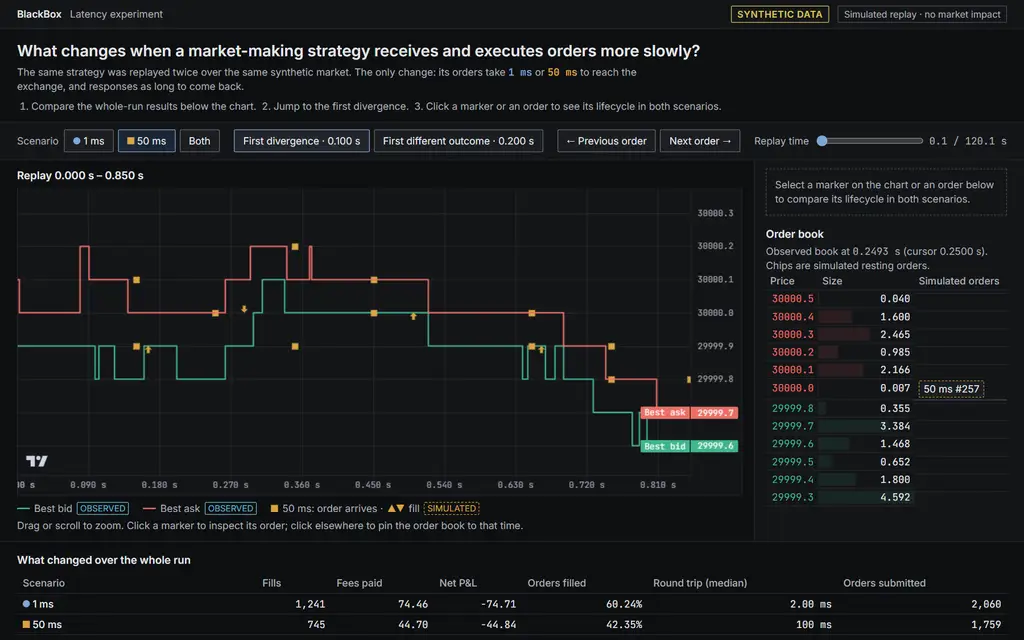 BlackBox Latency experiment
SYNTHETIC DATA
Simulated replay · no market impact
What changes when a market-making strategy receives and executes orders more slowly?
The same strategy was replayed twice over the same synthetic market. The only change: its orders take 1 ms or 50 ms to reach the
exchange, and responses as long to come back.
1. Compare the whole-run results below the chart. 2. Jump to the first divergence. 3. Click a marker or an order to see its lifecycle in both scenarios.
Scenario 1 ms 50 ms Both First divergence · 0.100 s First different outcome · 0.200 s ← Previous order Next order → Replay time 0.1 / 120.1 s
Replay 0.000 s – 0.850 s
30000.3
30000.2
30000.1
30000.0
29999.9
29999.8
Best ask 29999.7
Best bid 29999.6
0 s 0.090 s 0.180 s 0.270 s 0.360 s 0.450 s 0.540 s 0.630 s 0.720 s 0.810 s
Best bid OBSERVED Best ask OBSERVED 50 ms: order arrives · ▲▼ fill SIMULATED
Drag or scroll to zoom. Click a marker to inspect its order; click elsewhere to pin the order book to that time.
Select a marker on the chart or an order below
to compare its lifecycle in both scenarios.
Order book
Observed book at 0.2493 s (cursor 0.2500 s).
Chips are simulated resting orders.
Price Size Simulated orders
30000.5 0.040
30000.4 1.600
30000.3 2.465
30000.2 0.985
30000.1 2.166
30000.0 0.007 50 ms #257
29999.8 0.355
29999.7 3.384
29999.6 1.468
29999.5 0.652
29999.4 1.800
29999.3 4.592
What changed over the whole run
Scenario Fills Fees paid Net P&L Orders filled Round trip (median) Orders submitted
1 ms 1,241 74.46 -74.71 60.24% 2.00 ms 2,060
50 ms 745 44.70 -44.84 42.35% 100 ms 1,759